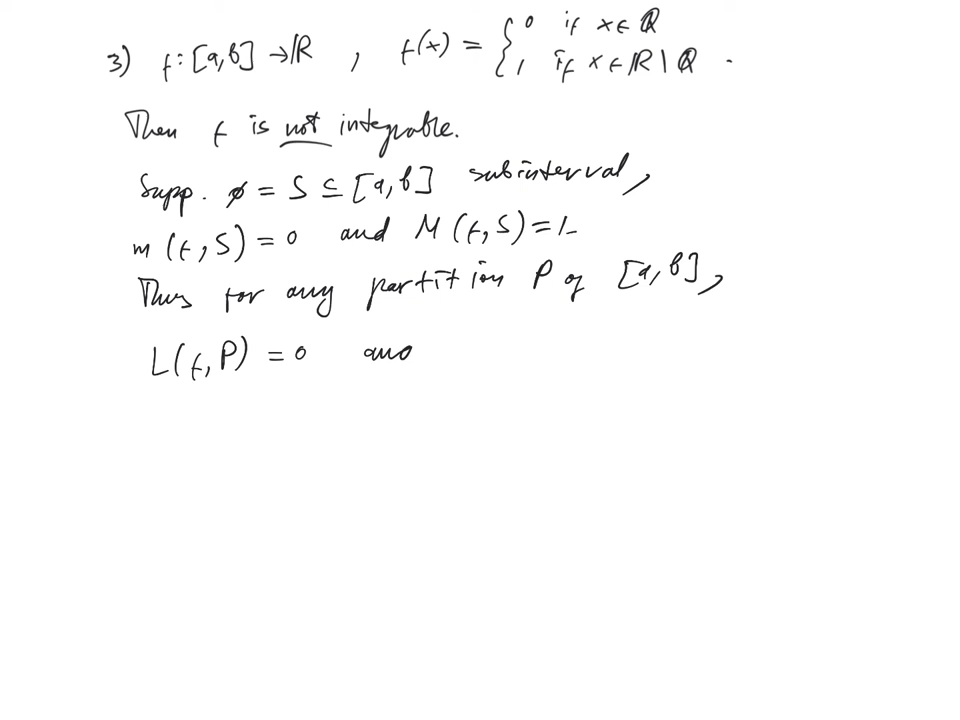 3) f: [a,b] → ℝ , f(x) = { 0 if x ∈ ℚ
1 if x ∈ ℝ \ ℚ .
Then f is not integrable.
Supp. ∅ = S ⊆ [a,b] subinterval,
m (f, S) = 0 and M (f, S) = 1.
Thus for any partition P of [a,b],
L(f, P) = 0 and